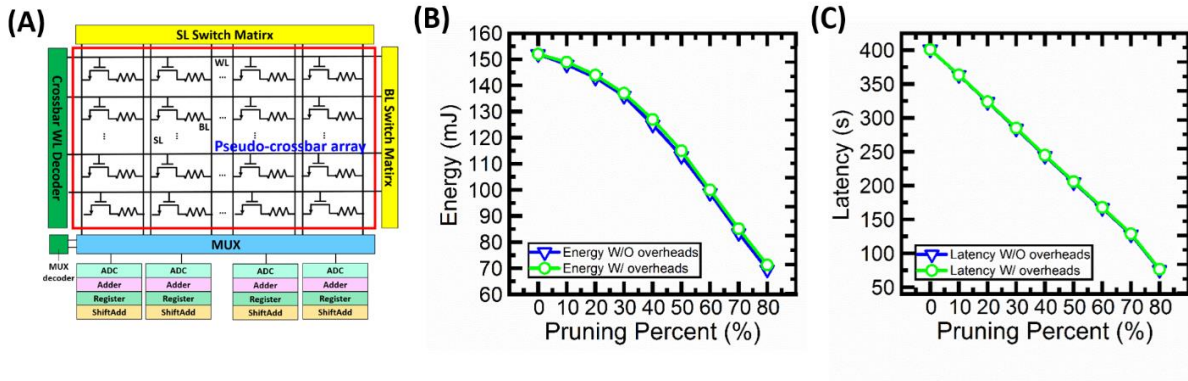 (A)
SL Switch Matirx
Crossbar WL Decoder
WL
BL
SL
...
...
...
...
Pseudo-crossbar array
BL Switch Matirx
MUX
MUX
decoder
ADC ADC ADC ADC
Adder Adder Adder Adder
Register Register Register Register
ShiftAdd ShiftAdd ShiftAdd ShiftAdd
(B)
Energy (mJ)
160
150
140
130
120
110
100
90
80
70
60
Energy W/O overheads
Energy W/ overheads
0 10 20 30 40 50 60 70 80
Pruning Percent (%)
(C)
Latency (s)
400
350
300
250
200
150
100
50
Latency W/O overheads
Latency W/ overheads
0 10 20 30 40 50 60 70 80
Pruning Percent (%)